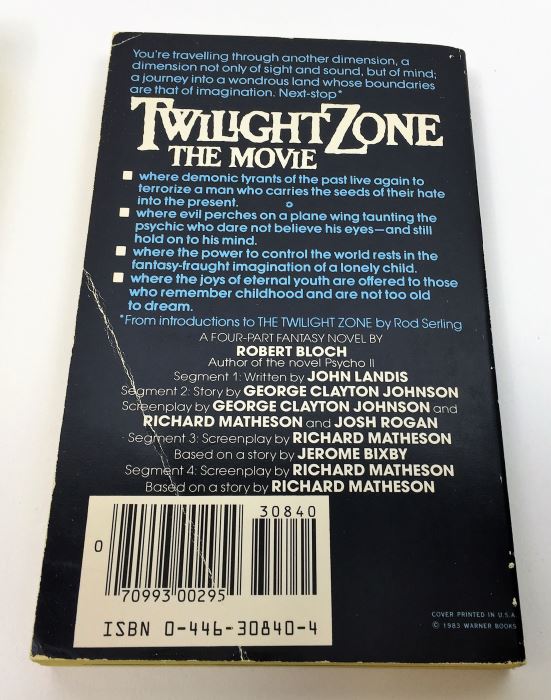 You're travelling through another dimension, a
dimension not only of sight and sound, but of mind;
a journey into a wondrous land whose boundaries
are that of imagination. Next-stop*
TWILIGHT ZONE
THE MOVIE
where demonic tyrants of the past live again to
terrorize a man who carries the seeds of their hate
into the present.
where evil perches on a plane wing taunting the
psychic who dare not believe his eyes—and still
hold on to his mind.
where the power to control the world rests in the
fantasy-fraught imagination of a lonely child.
where the joys of eternal youth are offered to those
who remember childhood and are not too old
to dream.
*From introductions to THE TWILIGHT ZONE by Rod Serling
A FOUR-PART FANTASY NOVEL BY
ROBERT BLOCH
Author of the novel Psycho II
Segment 1: Written by JOHN LANDIS
Segment 2: Story by GEORGE CLAYTON JOHNSON
Screenplay by GEORGE CLAYTON JOHNSON and
RICHARD MATHESON and JOSH ROGAN
Segment 3: Screenplay by RICHARD MATHESON
Based on a story by JEROME BIXBY
Segment 4: Screenplay by RICHARD MATHESON
Based on a story by RICHARD MATHESON
30840
0
70993 00295
ISBN 0-446-30840-4
COVER PRINTED IN U.S.A.
© 1983 WARNER BOOKS